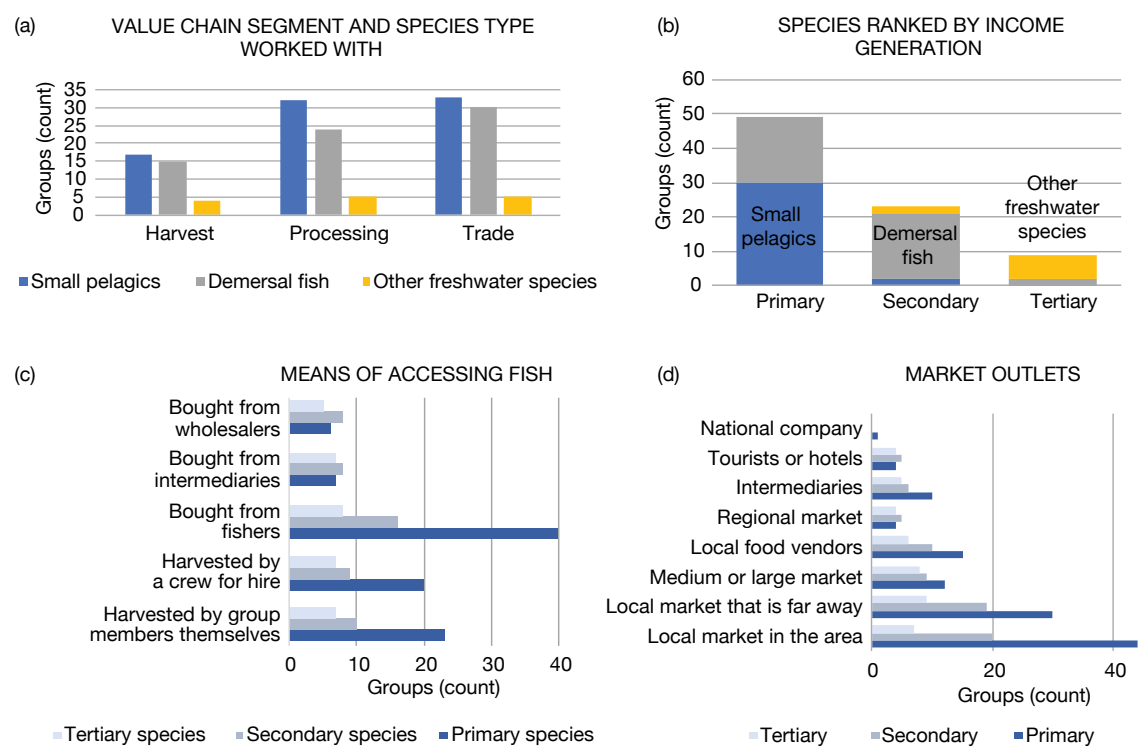 (a)
VALUE CHAIN SEGMENT AND SPECIES TYPE
WORKED WITH
Groups (count)
35
30
25
20
15
10
5
0
Harvest
Processing
Trade
Small pelagics
Demersal fish
Other freshwater species
(b)
SPECIES RANKED BY INCOME
GENERATION
Groups (count)
60
50
40
30
20
10
0
Small
pelagics
Demersal
fish
Other
freshwater
species
Primary
Secondary
Tertiary
(c)
MEANS OF ACCESSING FISH
Bought from
wholesalers
Bought from
intermediaries
Bought from
fishers
Harvested by
a crew for hire
Harvested by group
members themselves
0
10
20
30
40
Groups (count)
Tertiary species
Secondary species
Primary species
(d)
MARKET OUTLETS
National company
Tourists or hotels
Intermediaries
Regional market
Local food vendors
Medium or large market
Local market that is far away
Local market in the area
0
20
40
Groups (count)
Tertiary
Secondary
Primary